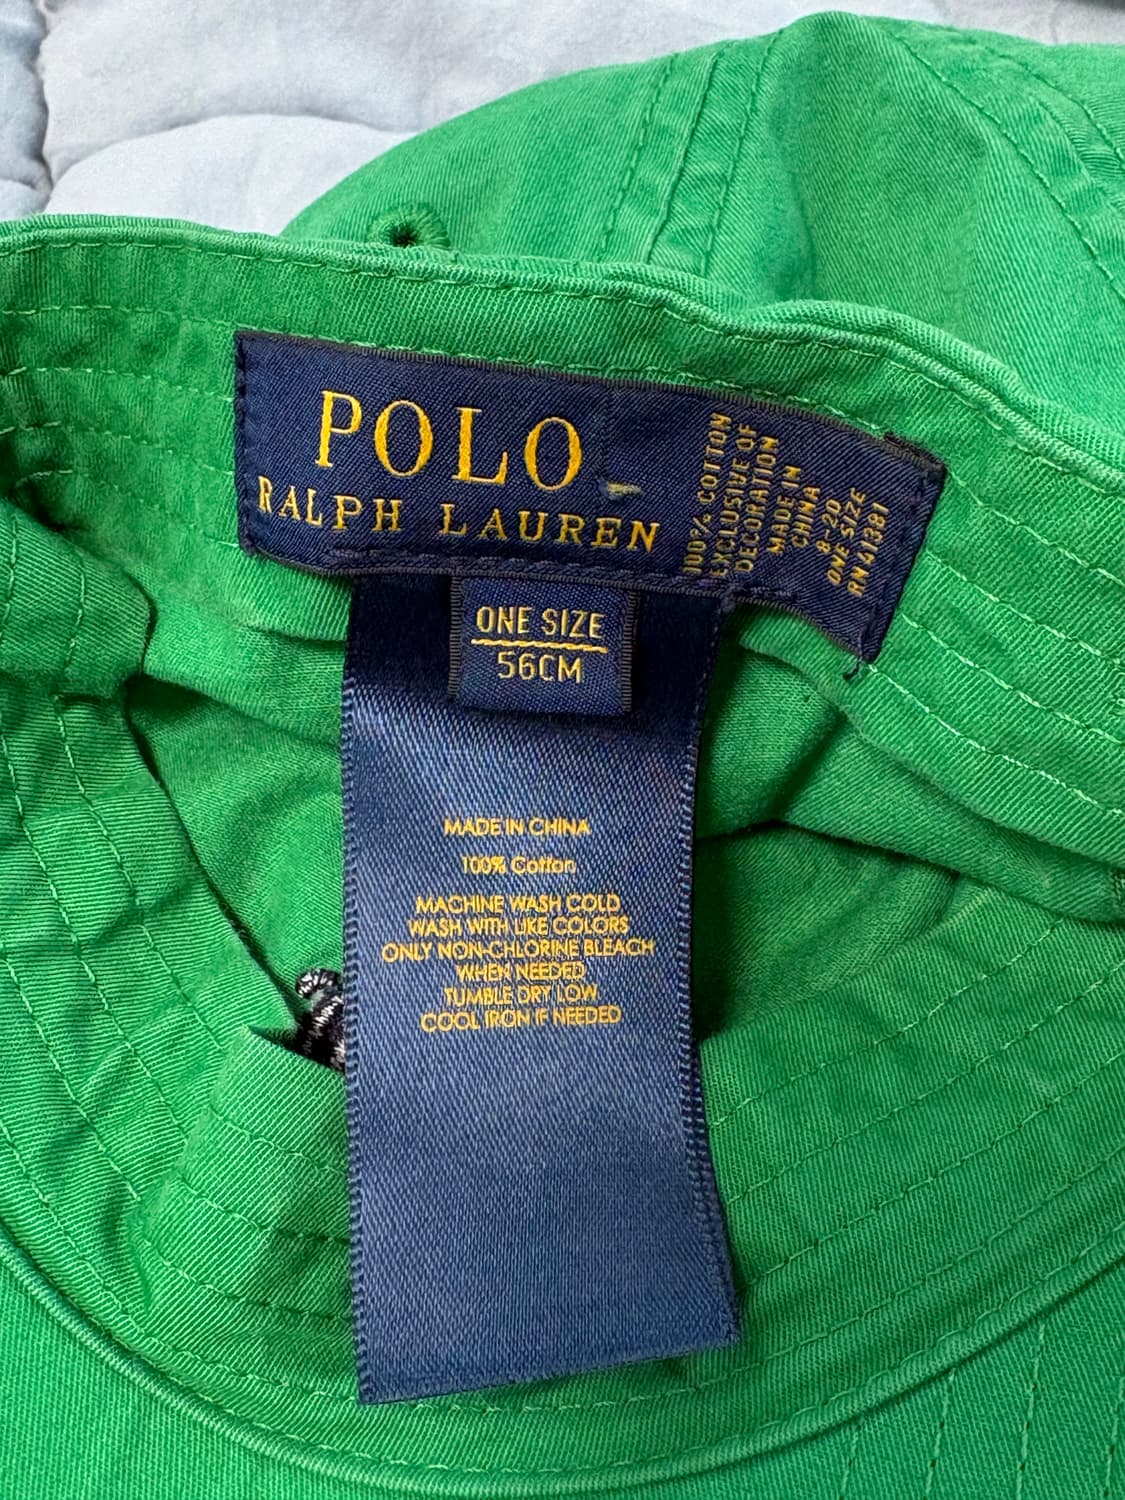 POLO
RALPH LAUREN
100% COTTON
EXCLUSIVE OF
DECORATION
MADE IN
CHINA
8-20
ONE SIZE
RN 41381
ONE SIZE
56CM
MADE IN CHINA
100% Cotton
MACHINE WASH COLD
WASH WITH LIKE COLORS
ONLY NON-CHLORINE BLEACH
WHEN NEEDED
TUMBLE DRY LOW
COOL IRON IF NEEDED